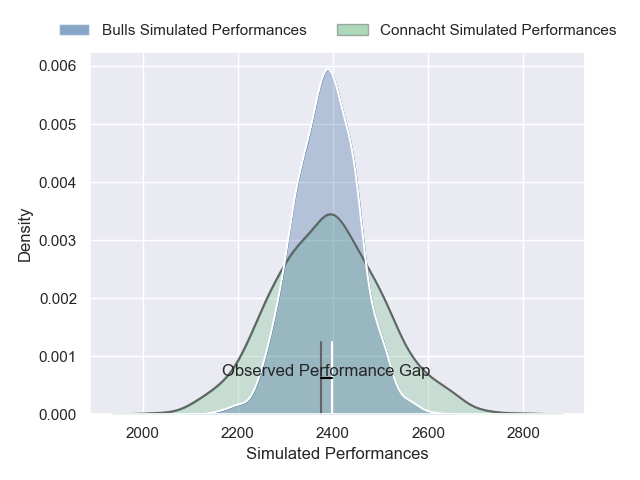 Bulls Simulated Performances
Connacht Simulated Performances
0.006
0.005
0.004
0.003
0.002
0.001
0.000
Density
Observed Performance Gap
2000
2200
2400
2600
2800
Simulated Performances